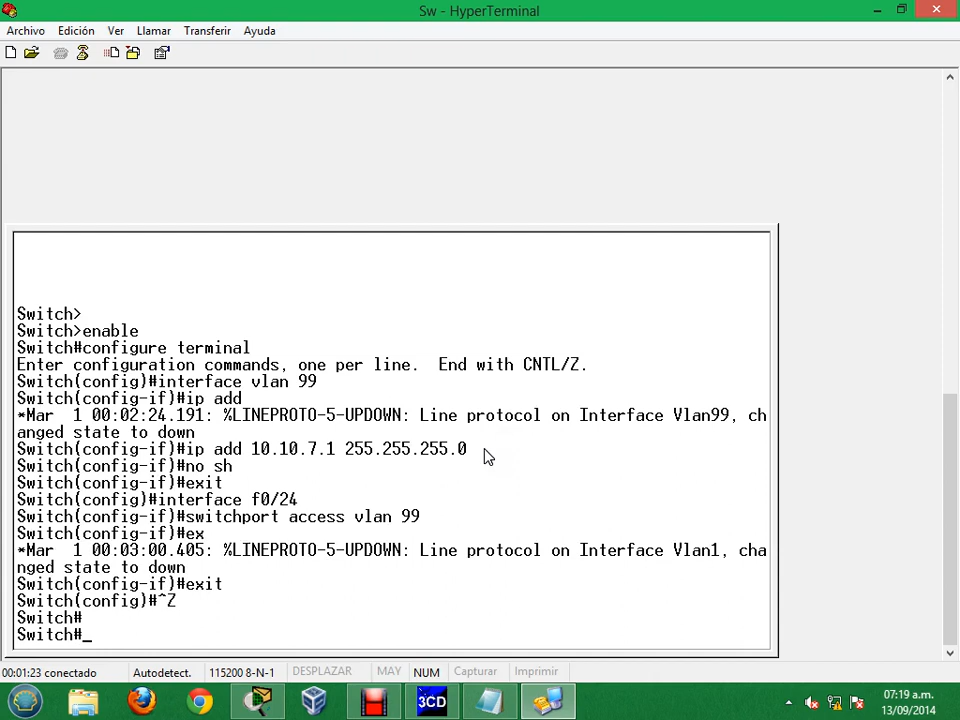 Sw - HyperTerminal
Archivo Edición Ver Llamar Transferir Ayuda
Switch>
Switch>enable
Switch#configure terminal
Enter configuration commands, one per line.  End with CNTL/Z.
Switch(config)#interface vlan 99
Switch(config-if)#ip add
*Mar  1 00:02:24.191: %LINEPROTO-5-UPDOWN: Line protocol on Interface Vlan99, ch
anged state to down
Switch(config-if)#ip add 10.10.7.1 255.255.255.0
Switch(config-if)#no sh
Switch(config-if)#exit
Switch(config)#interface f0/24
Switch(config-if)#switchport access vlan 99
Switch(config-if)#ex
*Mar  1 00:03:00.405: %LINEPROTO-5-UPDOWN: Line protocol on Interface Vlan1, cha
nged state to down
Switch(config-if)#exit
Switch(config)#^Z
Switch#
Switch#_
00:01:23 conectado Autodetect. 115200 8-N-1 DESPLAZAR MAY NUM Capturar Imprimir
3CD
07:19 a.m.
13/09/2014